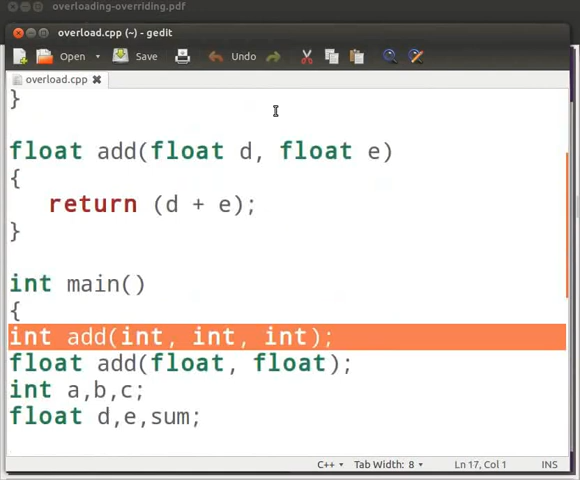 overloading-overriding.pdf
overload.cpp (~) - gedit
Open Save Undo
overload.cpp
}
float add(float d, float e)
{
return (d + e);
}
int main()
{
int add(int, int, int);
float add(float, float);
int a,b,c;
float d,e,sum;
C++ Tab Width: 8 Ln 17, Col 1 INS